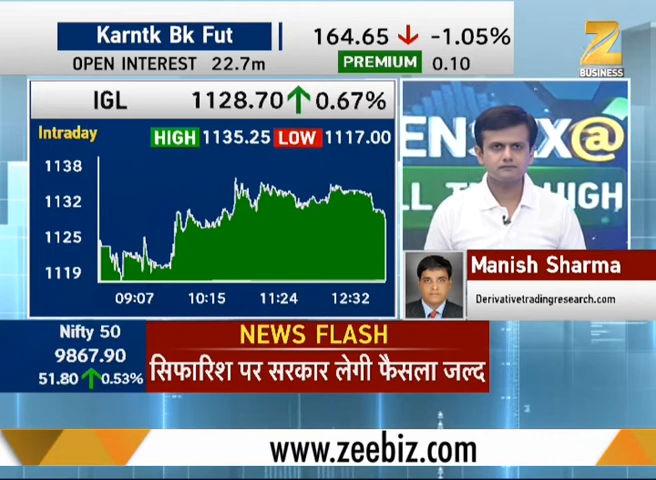 Karntk Bk Fut
164.65 -1.05%
OPEN INTEREST 22.7m
PREMIUM 0.10
Z
BUSINESS
IGL 1128.70 0.67%
Intraday
HIGH 1135.25 LOW 1117.00
1138
1132
1125
1119
09:07 10:15 11:24 12:32
ENSEX@
LL TIME HIGH
Manish Sharma
Derivativetradingresearch.com
Nifty 50
9867.90
51.80 0.53%
NEWS FLASH
सिफारिश पर सरकार लेगी फैसला जल्द
www.zeebiz.com